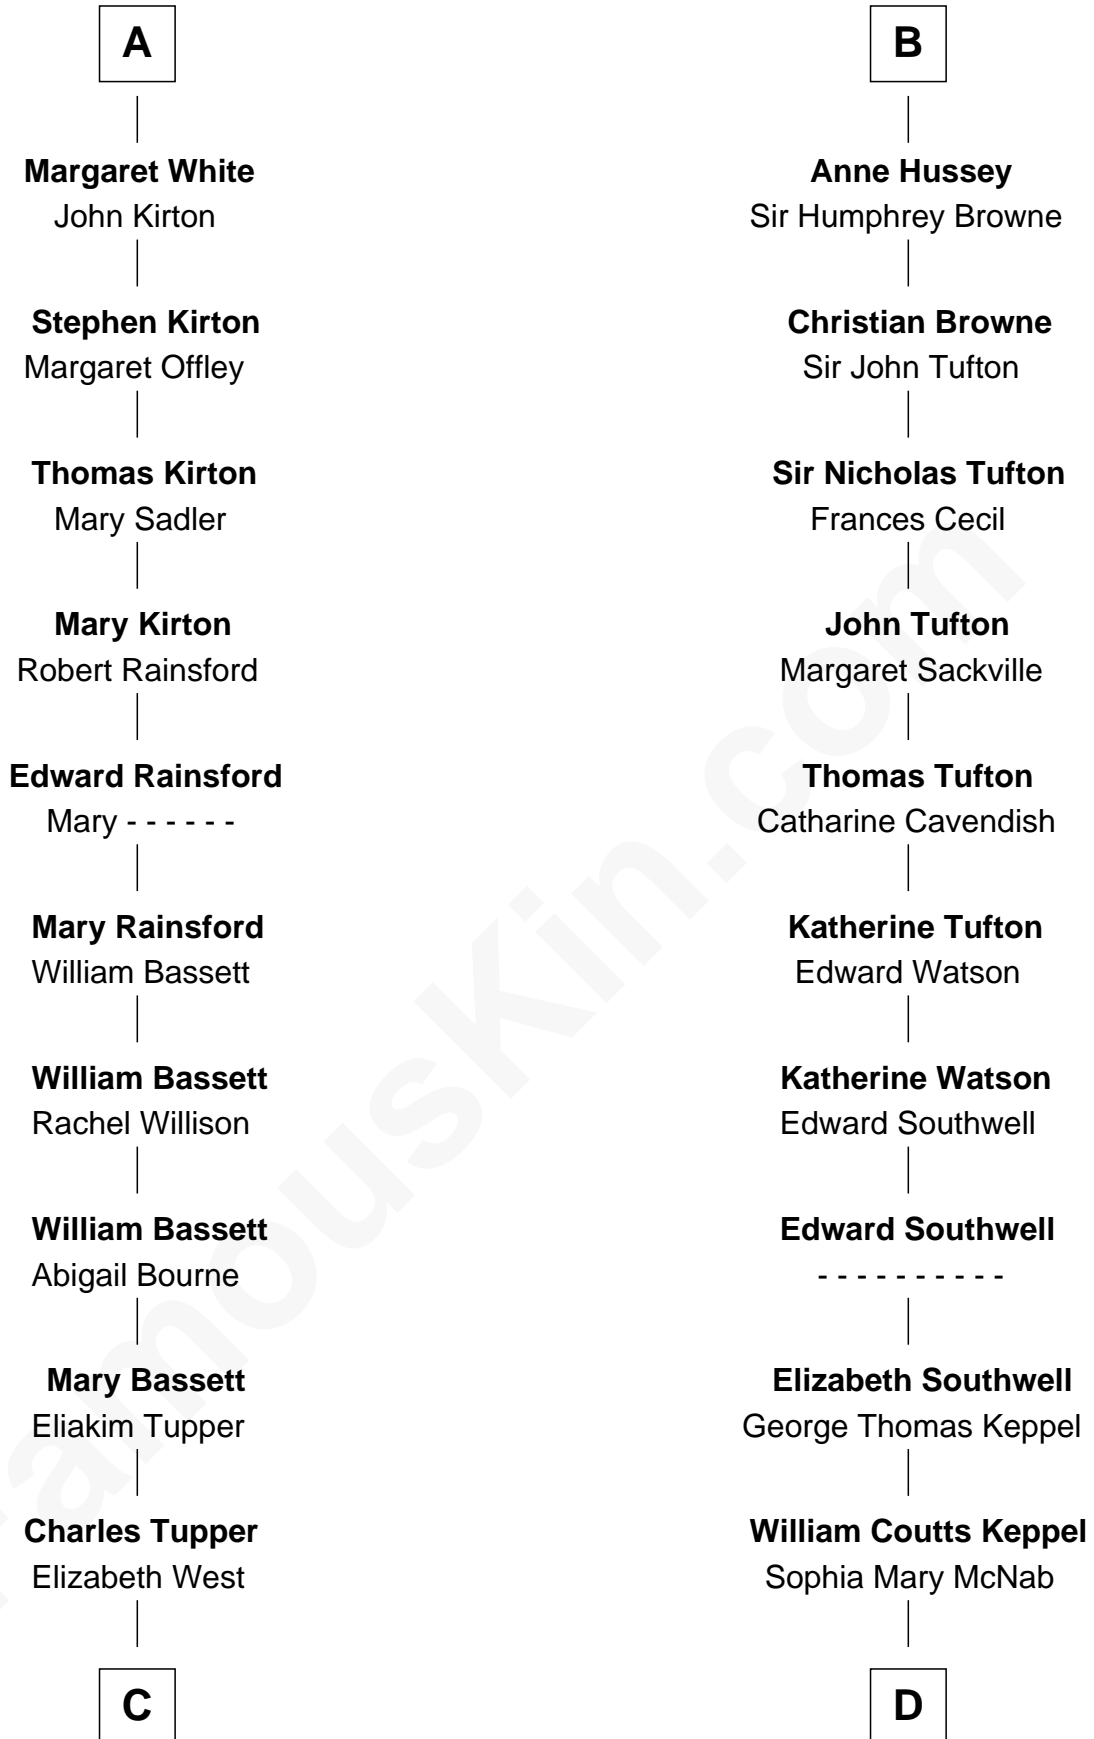 A
Margaret White
John Kirton
Stephen Kirton
Margaret Offley
Thomas Kirton
Mary Sadler
Mary Kirton
Robert Rainsford
Edward Rainsford
Mary - - - - - -
Mary Rainsford
William Bassett
William Bassett
Rachel Willison
William Bassett
Abigail Bourne
Mary Bassett
Eliakim Tupper
Charles Tupper
Elizabeth West
C
B
Anne Hussey
Sir Humphrey Browne
Christian Browne
Sir John Tufton
Sir Nicholas Tufton
Frances Cecil
John Tufton
Margaret Sackville
Thomas Tufton
Catharine Cavendish
Katherine Tufton
Edward Watson
Katherine Watson
Edward Southwell
Edward Southwell
- - - - - - - - - -
Elizabeth Southwell
George Thomas Keppel
William Coutts Keppel
Sophia Mary McNab
D
FamousKin.com